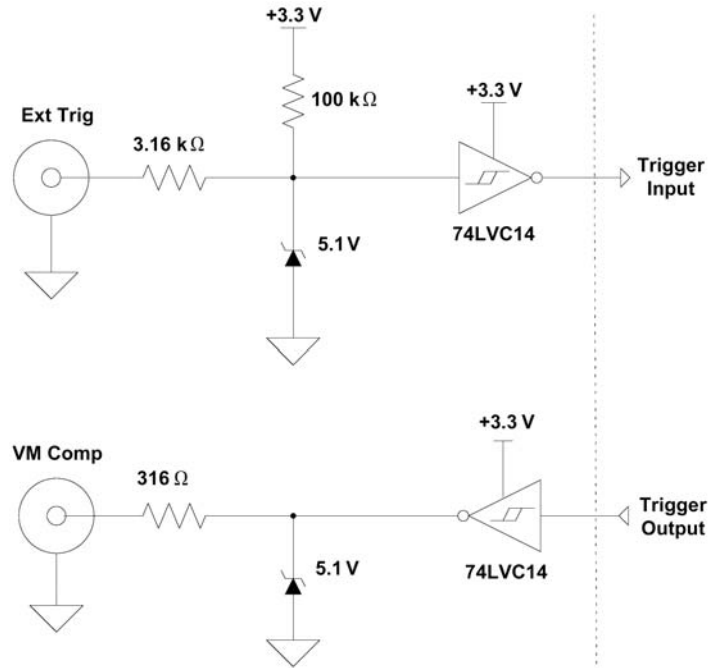 +3.3 V
100 kΩ
+3.3 V
Ext Trig
3.16 kΩ
Trigger
Input
5.1 V
74LVC14
+3.3 V
VM Comp
316 Ω
Trigger
Output
5.1 V
74LVC14